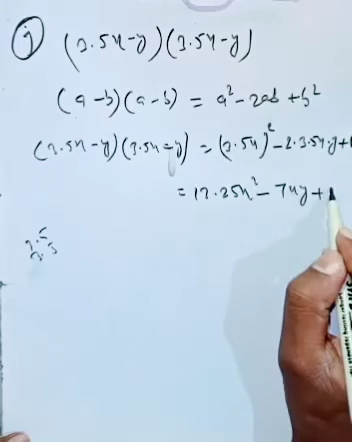 j (3.5x-y)(3.5x-y)
(a-b)(a-b) = a²-2ab+b²
(3.5x-y)(3.5x-y) = (3.5x)²-2.3.5x.y+
= 12.25x²-7xy+
3.5
3.5